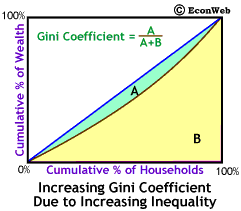 © EconWeb
100%
Gini Coefficient = A
A+B
Cumulative % of Wealth
A
B
0%
100%
Cumulative % of Households
Increasing Gini Coefficient
Due to Increasing Inequality